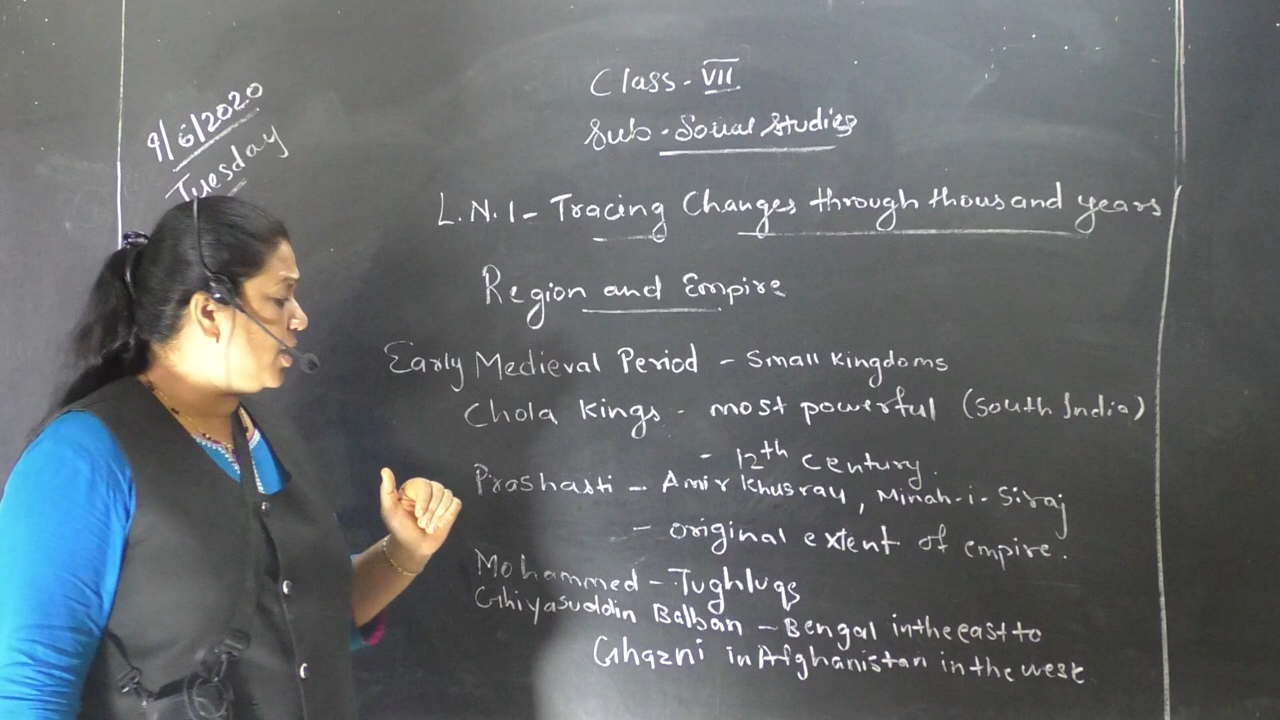 9/6/2020
Tuesday
Class - VII
Sub - Social Studies
L.N.1 - Tracing Changes through thousand years
Region and Empire
Early Medieval Period - Small Kingdoms
Chola Kings - most powerful (South India)
- 12th Century.
Prashasti - Amir Khusrau, Minah-i-Siraj
- original extent of empire.
Mohammed - Tughluqs
Ghiyasuddin Balban - Bengal in the east to
Ghazni in Afghanistan in the west.